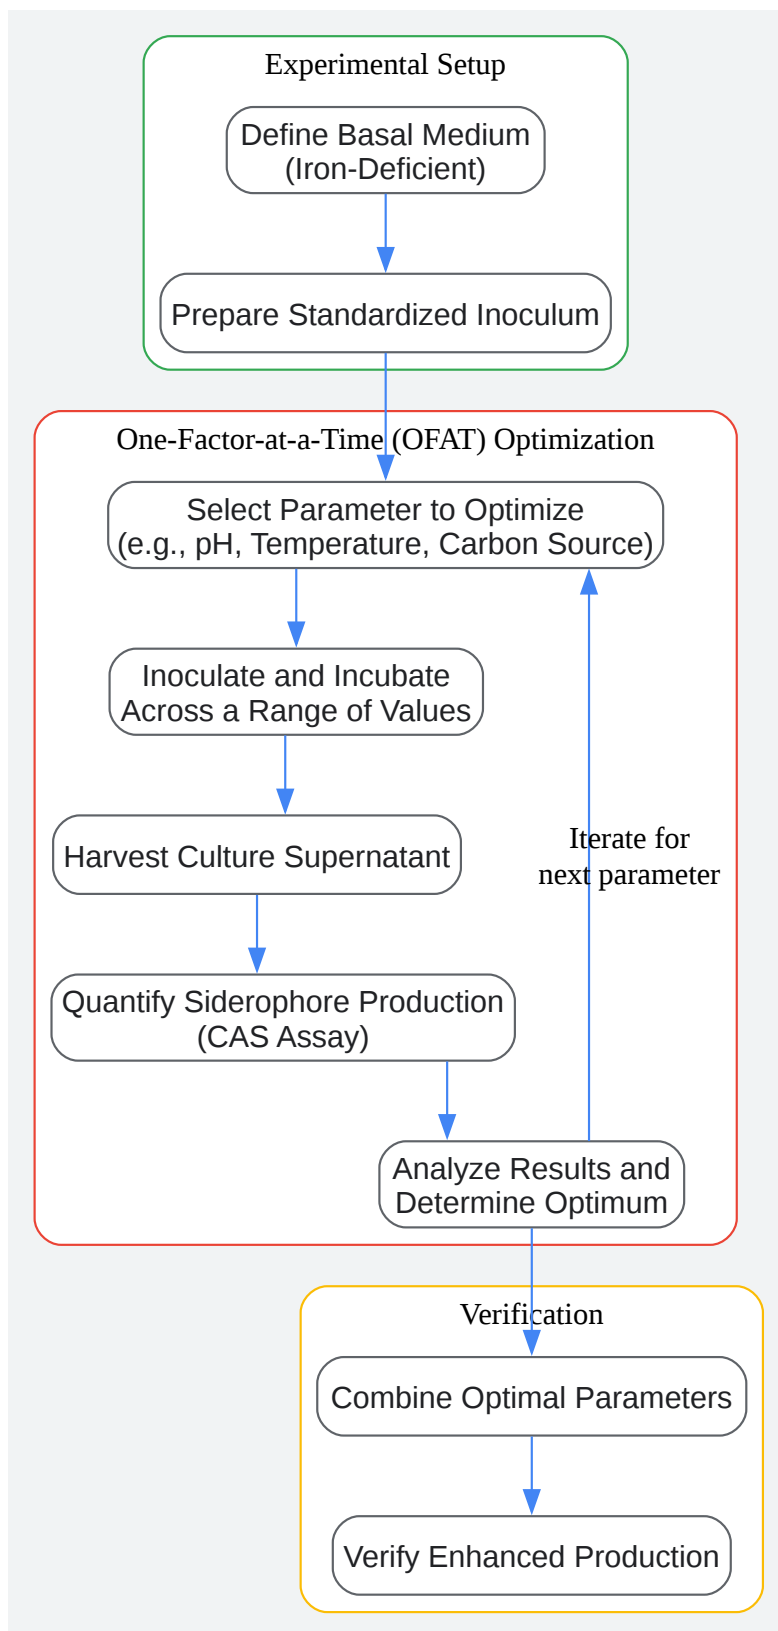 Experimental Setup
Define Basal Medium
(Iron-Deficient)
Prepare Standardized Inoculum
One-Factor-at-a-Time (OFAT) Optimization
Select Parameter to Optimize
(e.g., pH, Temperature, Carbon Source)
Inoculate and Incubate
Across a Range of Values
Harvest Culture Supernatant
Iterate for
next parameter
Quantify Siderophore Production
(CAS Assay)
Analyze Results and
Determine Optimum
Verification
Combine Optimal Parameters
Verify Enhanced Production